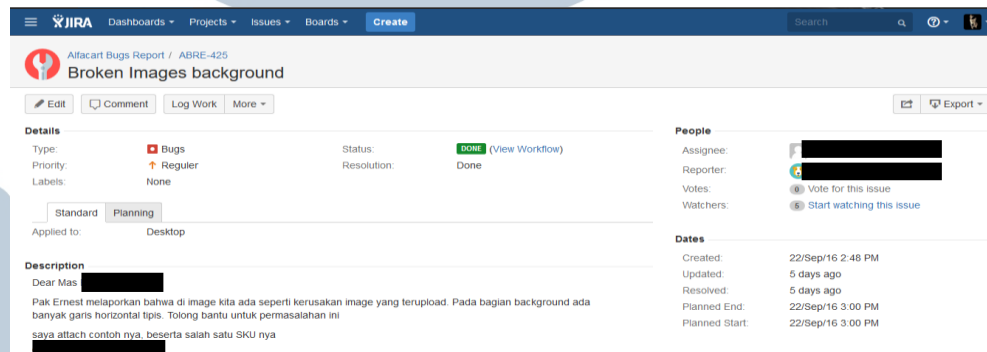 JIRA Dashboards Projects Issues Boards Create Search
Alfacart Bugs Report / ABRE-425
Broken Images background
Edit Comment Log Work More Export
Details
Type: Bugs
Status: DONE (View Workflow)
Priority: Reguler
Resolution: Done
Labels: None
Standard Planning
Applied to: Desktop
Description
Dear Mas
Pak Ernest melaporkan bahwa di image kita ada seperti kerusakan image yang terupload. Pada bagian background ada
banyak garis horizontal tipis. Tolong bantu untuk permasalahan ini
saya attach contoh nya, beserta salah satu SKU nya
People
Assignee:
Reporter:
Votes: 0 Vote for this issue
Watchers: 5 Start watching this issue
Dates
Created: 22/Sep/16 2:48 PM
Updated: 5 days ago
Resolved: 5 days ago
Planned End: 22/Sep/16 3:00 PM
Planned Start: 22/Sep/16 3:00 PM